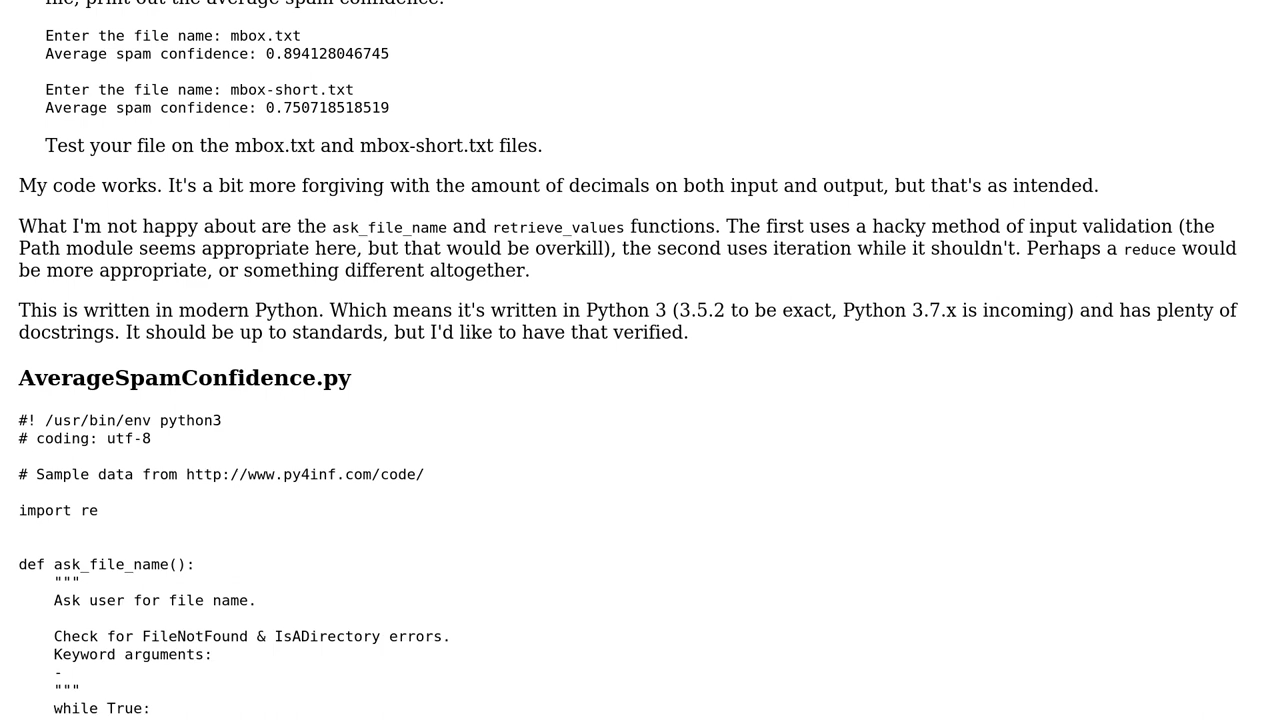 file, print out the average spam confidence.
Enter the file name: mbox.txt
Average spam confidence: 0.894128046745
Enter the file name: mbox-short.txt
Average spam confidence: 0.750718518519
Test your file on the mbox.txt and mbox-short.txt files.
My code works. It's a bit more forgiving with the amount of decimals on both input and output, but that's as intended.
What I'm not happy about are the ask_file_name and retrieve_values functions. The first uses a hacky method of input validation (the
Path module seems appropriate here, but that would be overkill), the second uses iteration while it shouldn't. Perhaps a reduce would
be more appropriate, or something different altogether.
This is written in modern Python. Which means it's written in Python 3 (3.5.2 to be exact, Python 3.7.x is incoming) and has plenty of
docstrings. It should be up to standards, but I'd like to have that verified.
AverageSpamConfidence.py
#! /usr/bin/env python3
# coding: utf-8
# Sample data from http://www.py4inf.com/code/
import re
def ask_file_name():
    """
    Ask user for file name.
    Check for FileNotFound & IsADirectory errors.
    Keyword arguments:
    -
    """
    while True: